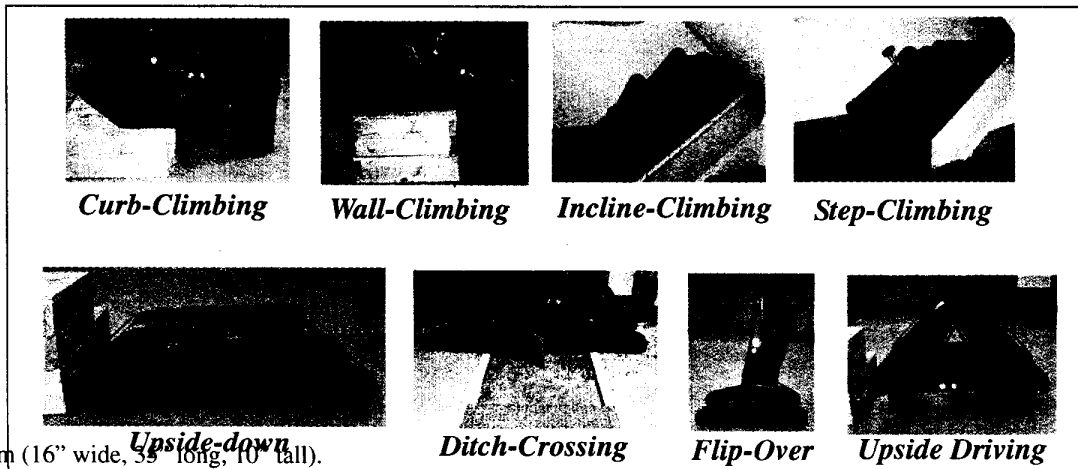 Curb-Climbing
Wall-Climbing
Incline-Climbing
Step-Climbing
Upside-down
Ditch-Crossing
Flip-Over
Upside Driving
m (16” wide, long, 10” tall).